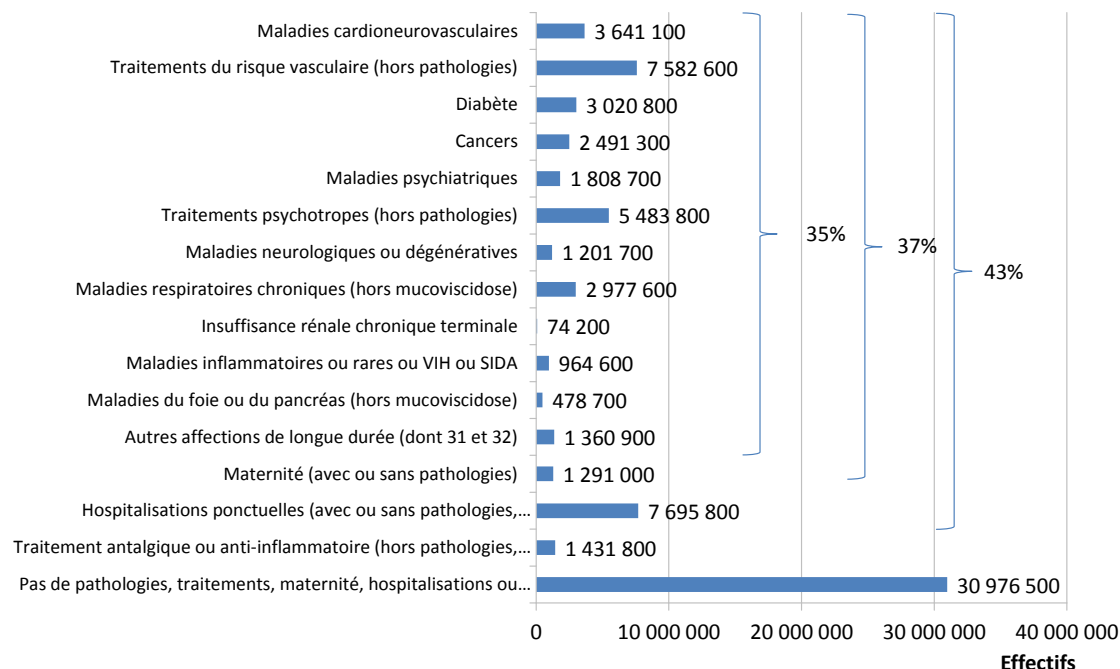 Maladies cardioneurovasculaires 3 641 100
Traitements du risque vasculaire (hors pathologies) 7 582 600
Diabète 3 020 800
Cancers 2 491 300
Maladies psychiatriques 1 808 700
Traitements psychotropes (hors pathologies) 5 483 800
35%
Maladies neurologiques ou dégénératives 1 201 700
37%
43%
Maladies respiratoires chroniques (hors mucoviscidose) 2 977 600
Insuffisance rénale chronique terminale 74 200
Maladies inflammatoires ou rares ou VIH ou SIDA 964 600
Maladies du foie ou du pancréas (hors mucoviscidose) 478 700
Autres affections de longue durée (dont 31 et 32) 1 360 900
Maternité (avec ou sans pathologies) 1 291 000
Hospitalisations ponctuelles (avec ou sans pathologies,... 7 695 800
Traitement antalgique ou anti-inflammatoire (hors pathologies,... 1 431 800
Pas de pathologies, traitements, maternité, hospitalisations ou... 30 976 500
0 10 000 000 20 000 000 30 000 000 40 000 000
Effectifs